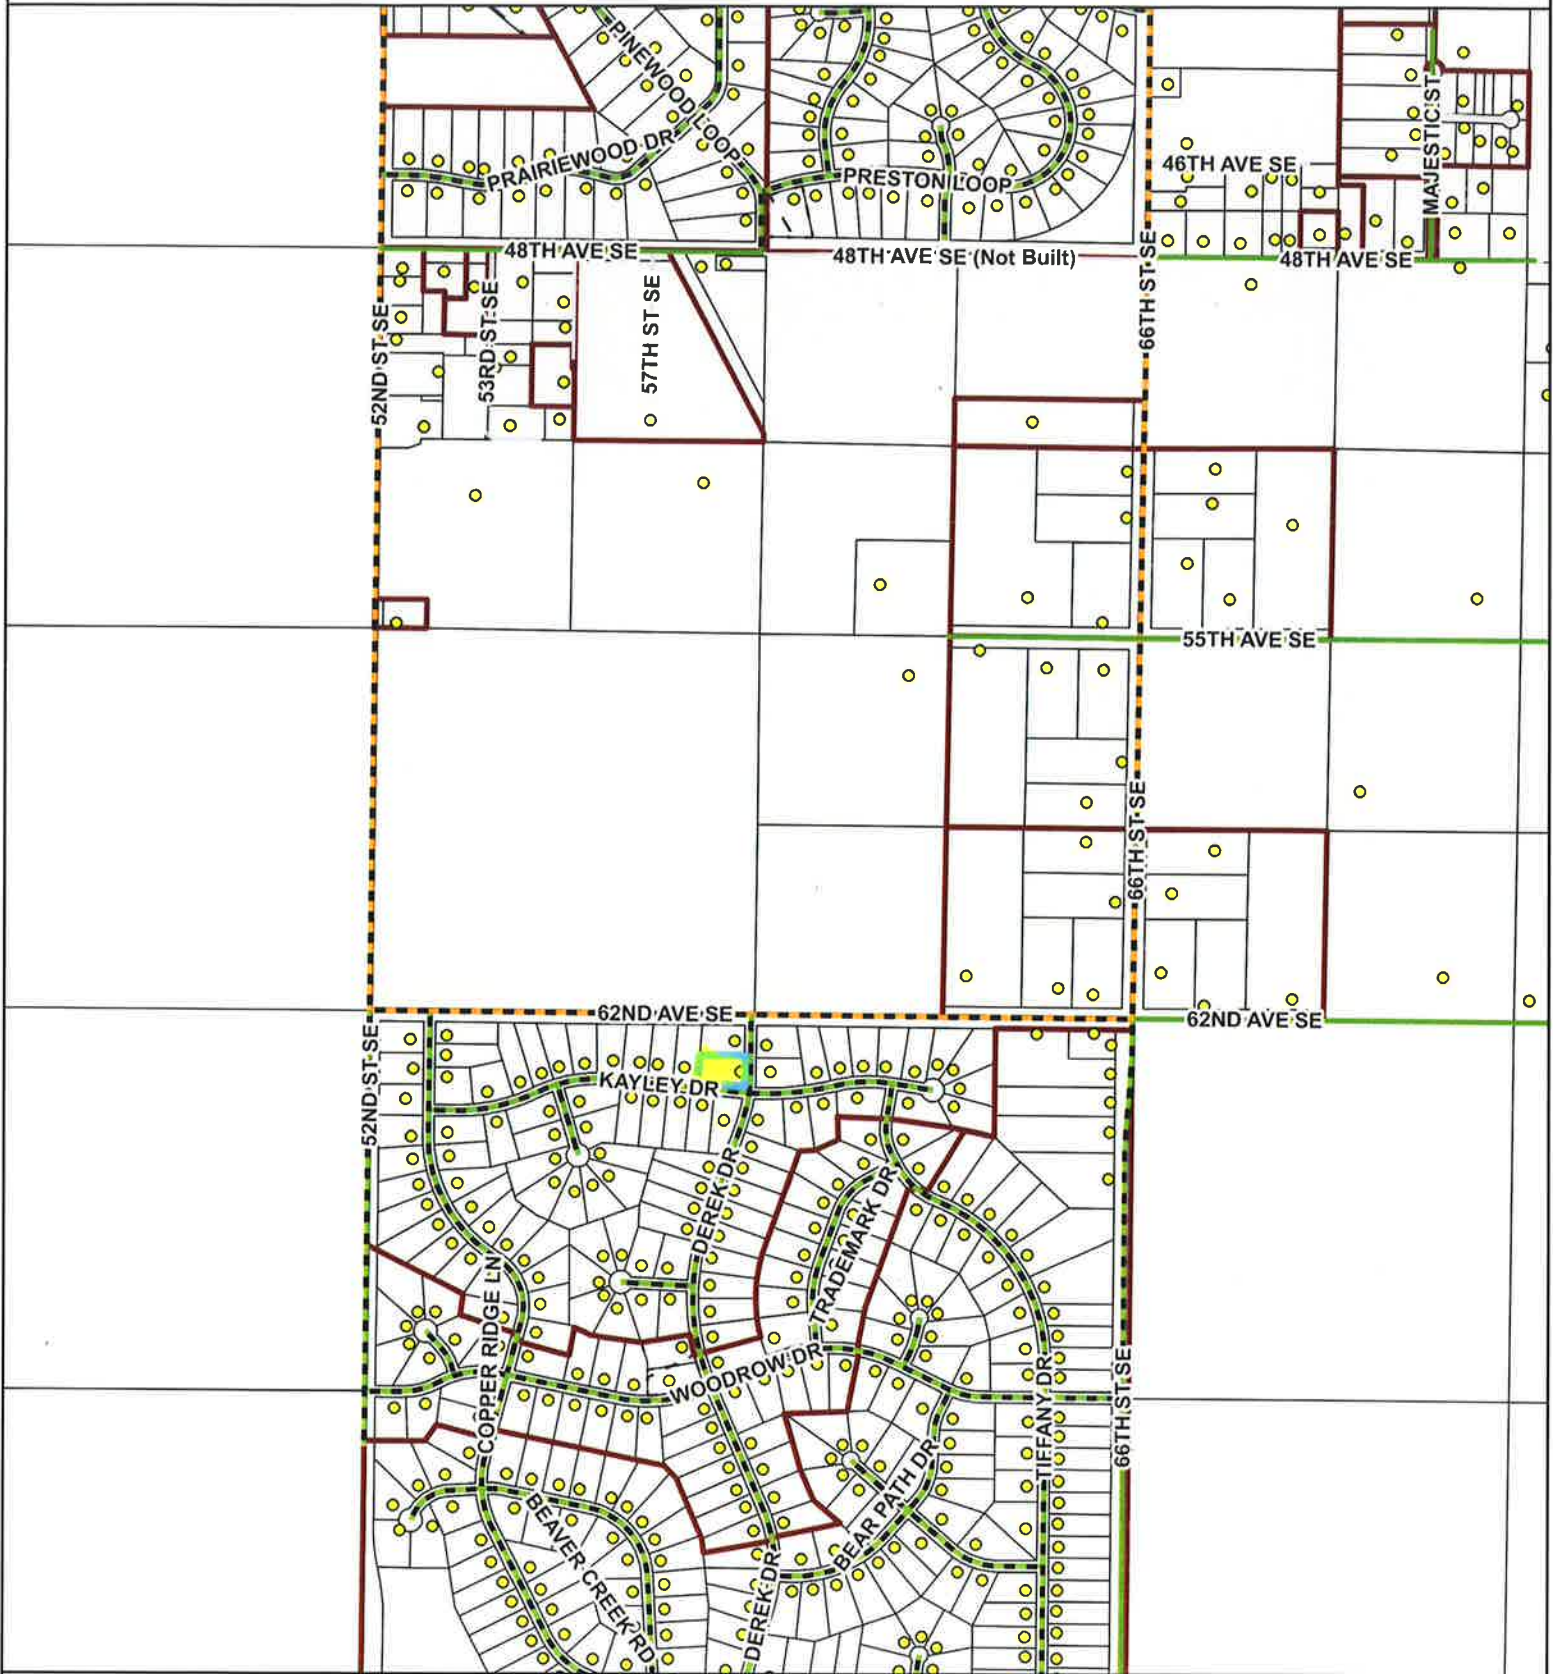 PINEWOOD LOOP
PRAIRIEWOOD DR
PRESTON LOOP
46TH AVE SE
MAJESTIC ST
48TH AVE SE
48TH AVE SE (Not Built)
66TH ST SE
48TH AVE SE
52ND ST SE
53RD ST SE
57TH ST SE
55TH AVE SE
66TH ST SE
62ND AVE SE
62ND AVE SE
52ND ST SE
KAYLEY DR
DEREK DR
TRADEMARK DR
COPPER RIDGE LN
WOODROW DR
TIFFANY DR
66TH ST SE
BEAR PATH DR
BEAVER CREEK RD
DEREK DR